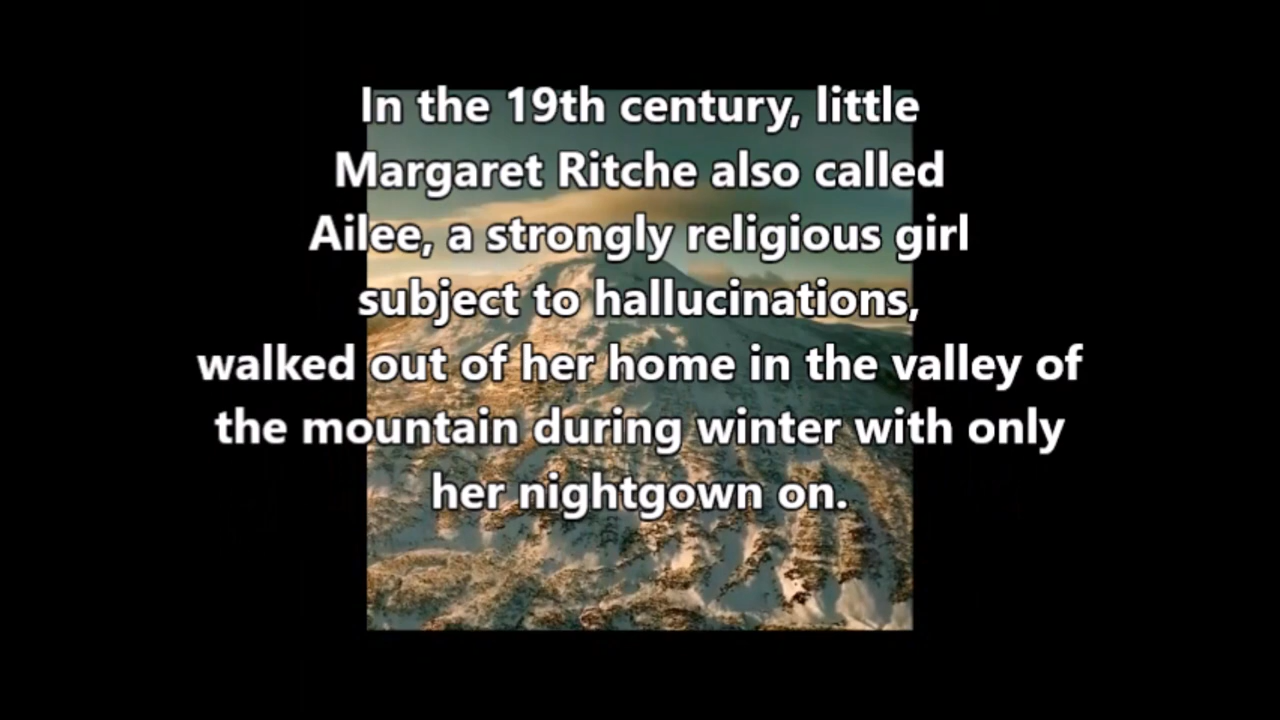 In the 19th century, little
Margaret Ritche also called
Ailee, a strongly religious girl
subject to hallucinations,
walked out of her home in the valley of
the mountain during winter with only
her nightgown on.